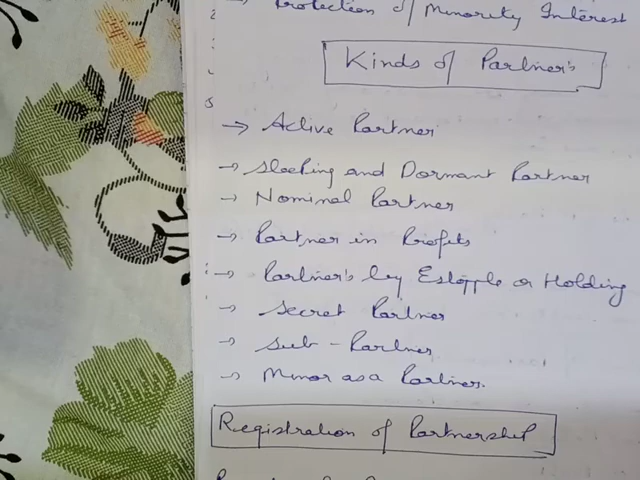 → Protection of Minority Interest
Kinds of Partner's
→ Active Partner
→ Sleeping and Dormant Partner
→ Nominal Partner
→ Partner in Profits
→ Partner's by Estopple or Holding
→ Secret Partner
→ Sub - Partner
→ Minor as a Partner.
Registration of Partnership